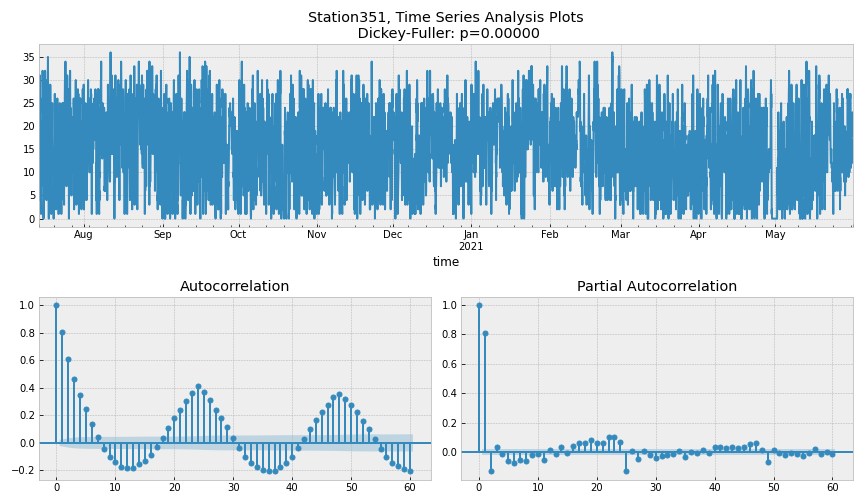 Station351, Time Series Analysis Plots
Dickey-Fuller: p=0.00000
35
30
25
20
15
10
5
0
Aug Sep Oct Nov Dec Jan Feb Mar Apr May
2021
time
Autocorrelation Partial Autocorrelation
1.0 1.0
0.8 0.8
0.6 0.6
0.4 0.4
0.2 0.2
0.0 0.0
−0.2
0 10 20 30 40 50 60 0 10 20 30 40 50 60